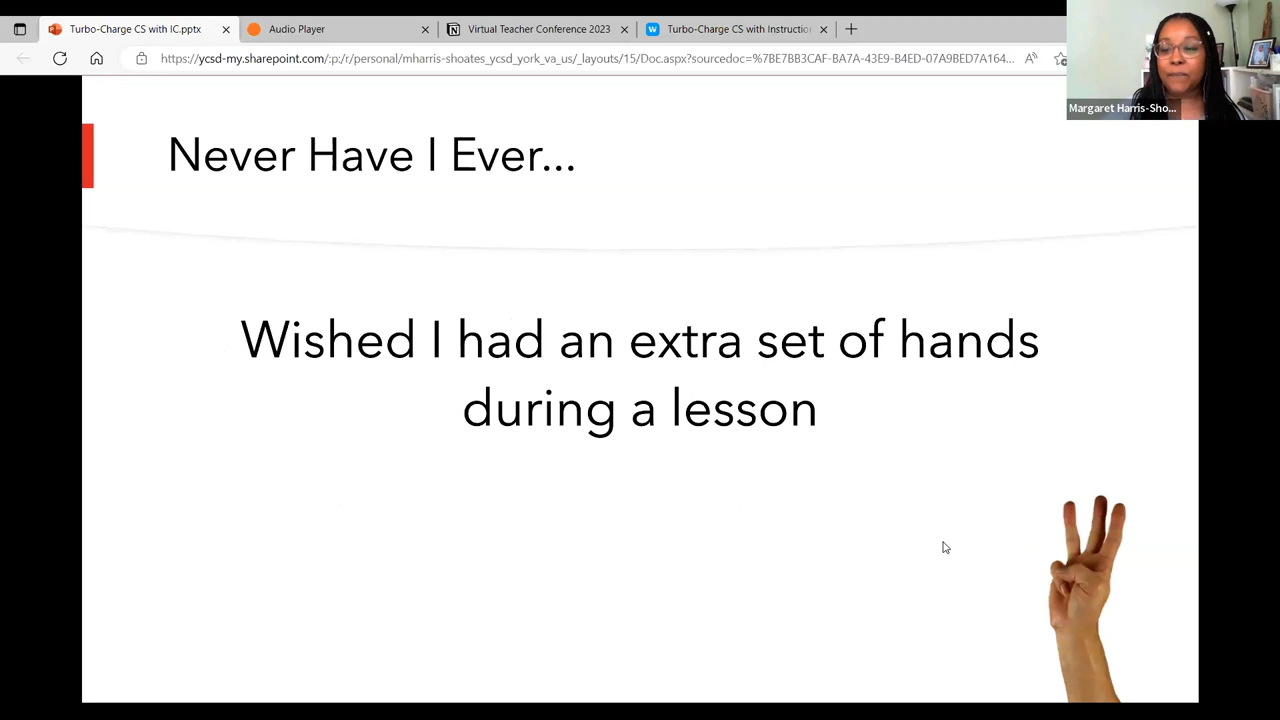 Turbo-Charge CS with IC.pptx
Audio Player
Virtual Teacher Conference 2023
Turbo-Charge CS with Instructio
https://ycsd-my.sharepoint.com/:p/r/personal/mharris-shoates_ycsd_york_va_us/_layouts/15/Doc.aspx?sourcedoc=%7BE7BB3CAF-BA7A-43E9-B4ED-07A9BED7A164...
Margaret Harris-Sho...
Never Have I Ever...
Wished I had an extra set of hands
during a lesson